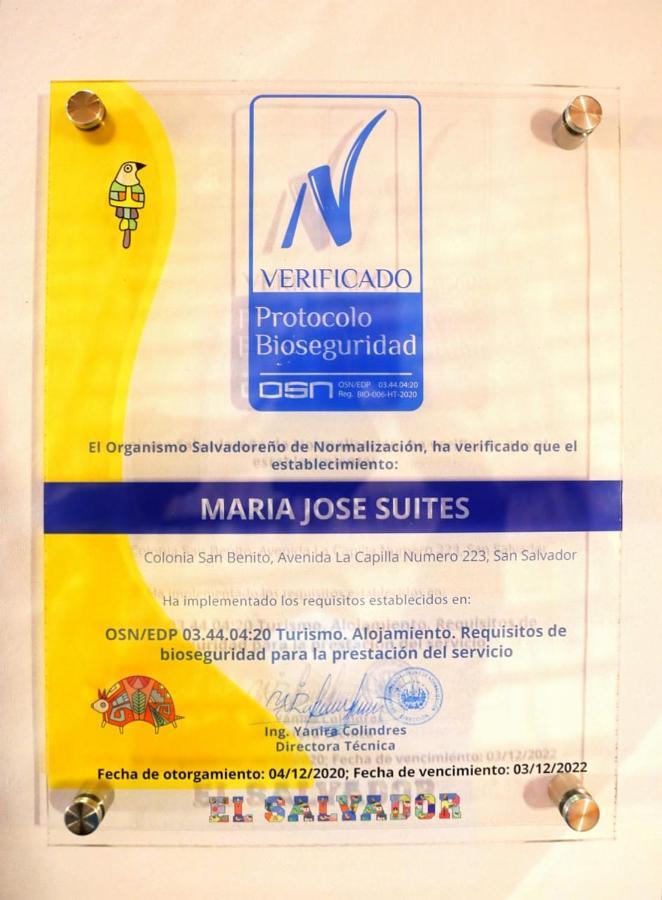 VERIFICADO
Protocolo
Bioseguridad
OSN
OSN/EDP 03.44.04:20
Reg. BIO-006-HT-2020
El Organismo Salvadoreño de Normalización, ha verificado que el
establecimiento:
MARIA JOSE SUITES
Colonia San Benito, Avenida La Capilla Numero 223, San Salvador
Ha implementado los requisitos establecidos en:
OSN/EDP 03.44.04:20 Turismo. Alojamiento. Requisitos de
bioseguridad para la prestación del servicio
Ing. Yanira Colindres
Directora Técnica
Fecha de otorgamiento: 04/12/2020; Fecha de vencimiento: 03/12/2022
EL SALVADOR